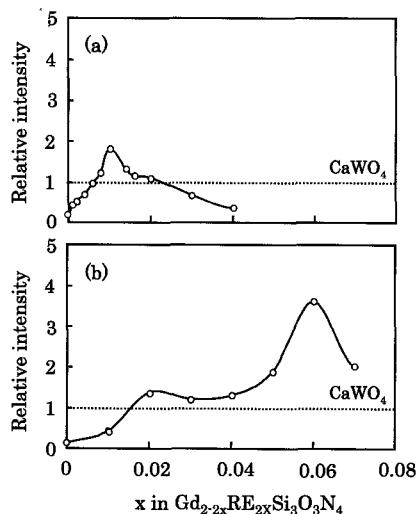 (a)
Relative intensity
5
4
3
2
1
0
CaWO₄
(b)
Relative intensity
5
4
3
2
1
0
CaWO₄
0 0.02 0.04 0.06 0.08
x in Gd₂₋₂ₓRE₂XSi₃O₃N₄